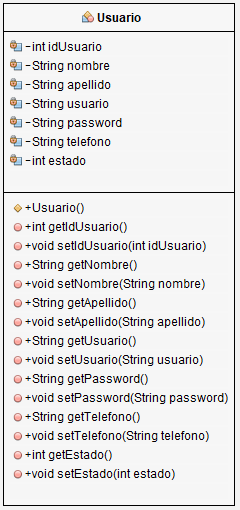 Usuario
-int idUsuario
-String nombre
-String apellido
-String usuario
-String password
-String telefono
-int estado
+Usuario()
+int getIdUsuario()
+void setIdUsuario(int idUsuario)
+String getNombre()
+void setNombre(String nombre)
+String getApellido()
+void setApellido(String apellido)
+String getUsuario()
+void setUsuario(String usuario)
+String getPassword()
+void setPassword(String password)
+String getTelefono()
+void setTelefono(String telefono)
+int getEstado()
+void setEstado(int estado)